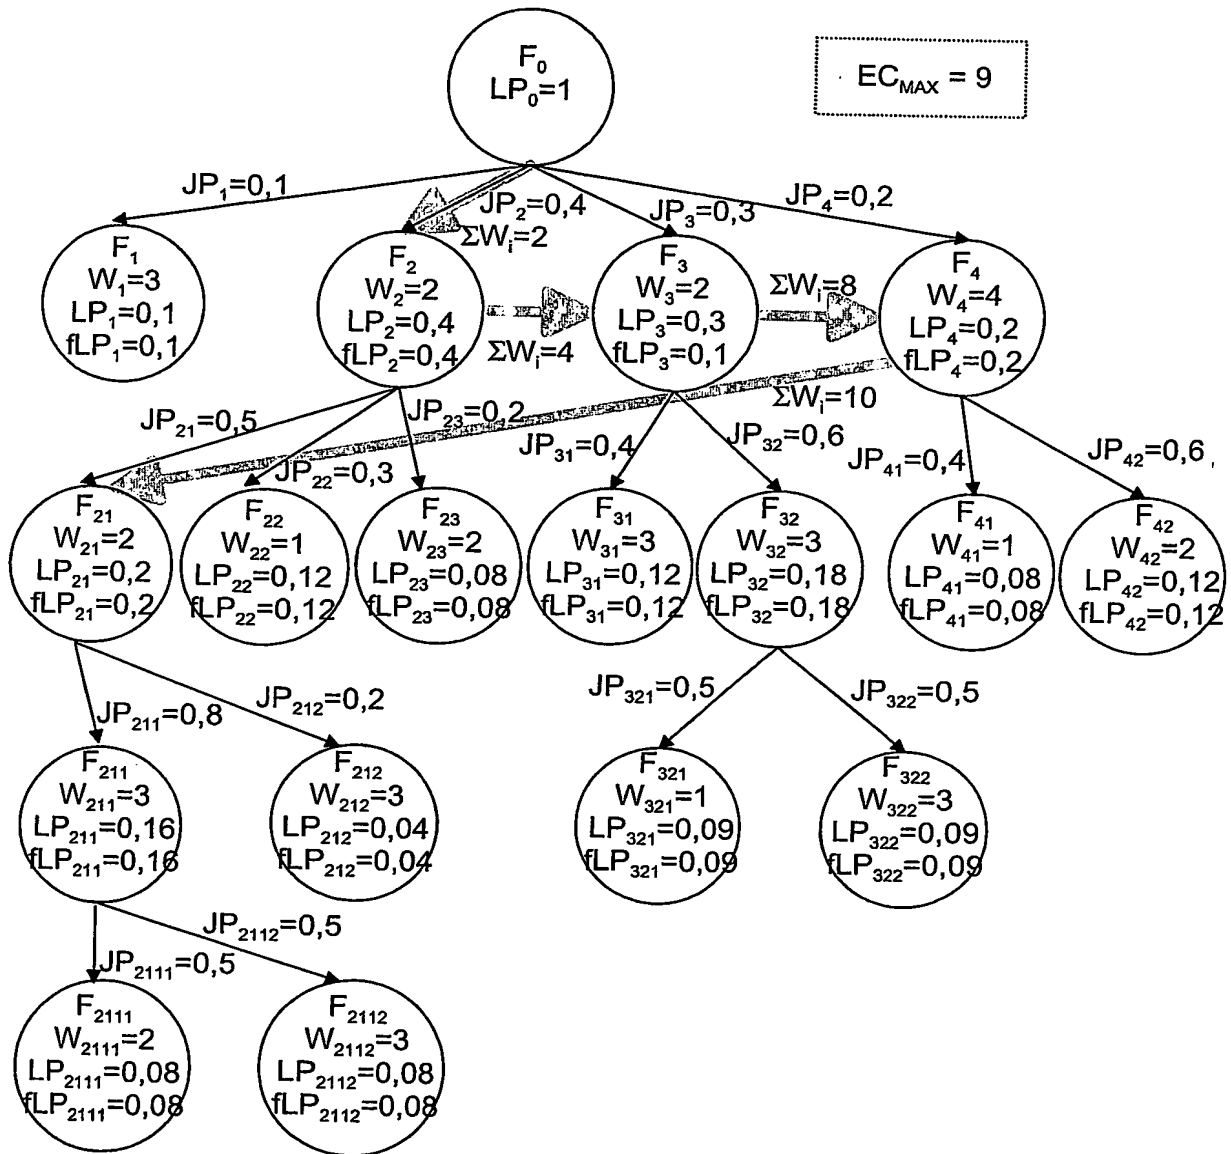 F₀
LP₀=1
EC_MAX = 9
JP₁=0,1
JP₂=0,4
JP₃=0,3
JP₄=0,2
ΣWᵢ=2
F₁
W₁=3
LP₁=0,1
fLP₁=0,1
F₂
W₂=2
LP₂=0,4
fLP₂=0,4
ΣWᵢ=4
F₃
W₃=2
LP₃=0,3
fLP₃=0,1
ΣWᵢ=8
F₄
W₄=4
LP₄=0,2
fLP₄=0,2
ΣWᵢ=10
JP₂₁=0,5
JP₂₂=0,3
JP₂₃=0,2
JP₃₁=0,4
JP₃₂=0,6
JP₄₁=0,4
JP₄₂=0,6
F₂₁
W₂₁=2
LP₂₁=0,2
fLP₂₁=0,2
F₂₂
W₂₂=1
LP₂₂=0,12
fLP₂₂=0,12
F₂₃
W₂₃=2
LP₂₃=0,08
fLP₂₃=0,08
F₃₁
W₃₁=3
LP₃₁=0,12
fLP₃₁=0,12
F₃₂
W₃₂=3
LP₃₂=0,18
fLP₃₂=0,18
F₄₁
W₄₁=1
LP₄₁=0,08
fLP₄₁=0,08
F₄₂
W₄₂=2
LP₄₂=0,12
fLP₄₂=0,12
JP₂₁₁=0,8
JP₂₁₂=0,2
JP₃₂₁=0,5
JP₃₂₂=0,5
F₂₁₁
W₂₁₁=3
LP₂₁₁=0,16
fLP₂₁₁=0,16
F₂₁₂
W₂₁₂=3
LP₂₁₂=0,04
fLP₂₁₂=0,04
F₃₂₁
W₃₂₁=1
LP₃₂₁=0,09
fLP₃₂₁=0,09
F₃₂₂
W₃₂₂=3
LP₃₂₂=0,09
fLP₃₂₂=0,09
JP₂₁₁₁=0,5
JP₂₁₁₂=0,5
F₂₁₁₁
W₂₁₁₁=2
LP₂₁₁₁=0,08
fLP₂₁₁₁=0,08
F₂₁₁₂
W₂₁₁₂=3
LP₂₁₁₂=0,08
fLP₂₁₁₂=0,08